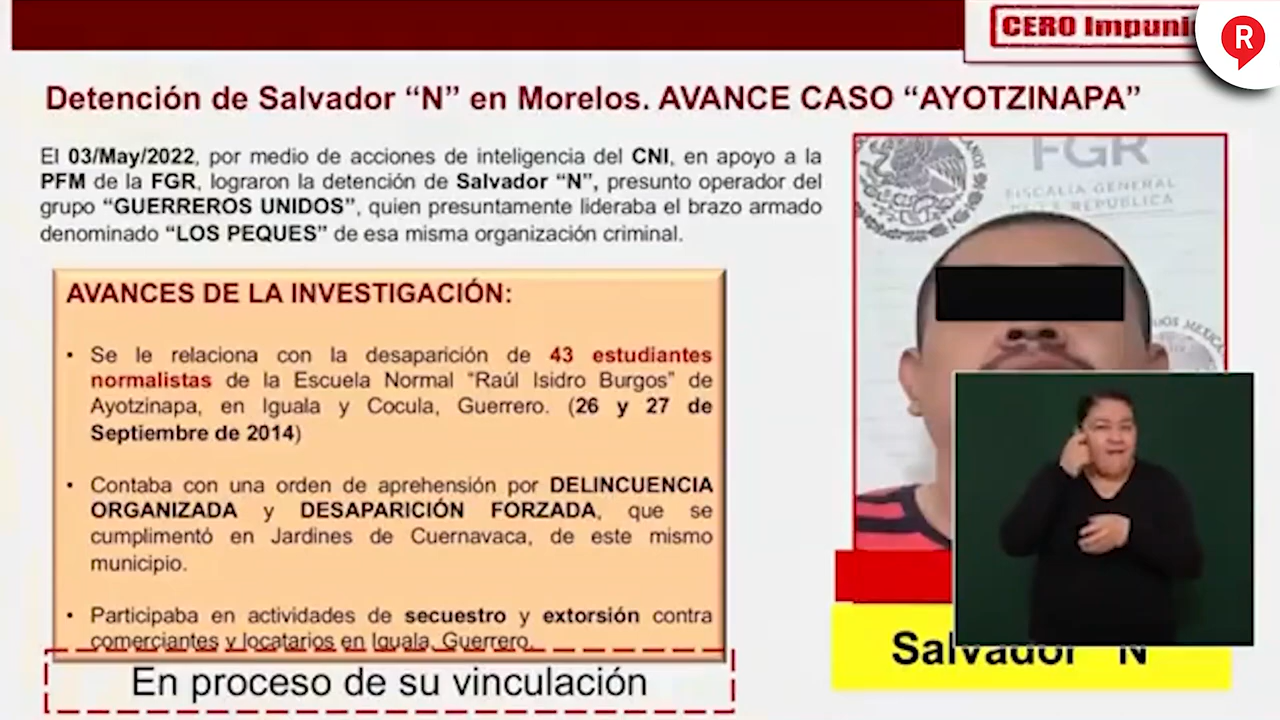 CERO Impuni
R
Detención de Salvador “N” en Morelos. AVANCE CASO “AYOTZINAPA”
El 03/May/2022, por medio de acciones de inteligencia del CNI, en apoyo a la
PFM de la FGR, lograron la detención de Salvador “N”, presunto operador del
grupo “GUERREROS UNIDOS”, quien presuntamente lideraba el brazo armado
denominado “LOS PEQUES” de esa misma organización criminal.
AVANCES DE LA INVESTIGACIÓN:
• Se le relaciona con la desaparición de 43 estudiantes
normalistas de la Escuela Normal “Raúl Isidro Burgos” de
Ayotzinapa, en Iguala y Cocula, Guerrero. (26 y 27 de
Septiembre de 2014)
• Contaba con una orden de aprehensión por DELINCUENCIA
ORGANIZADA y DESAPARICIÓN FORZADA, que se
cumplimentó en Jardines de Cuernavaca, de este mismo
municipio.
• Participaba en actividades de secuestro y extorsión contra
comerciantes y locatarios en Iguala, Guerrero.
En proceso de su vinculación
FGR
FISCALÍA GENERAL
DE LA REPÚBLICA
Salvador “N”